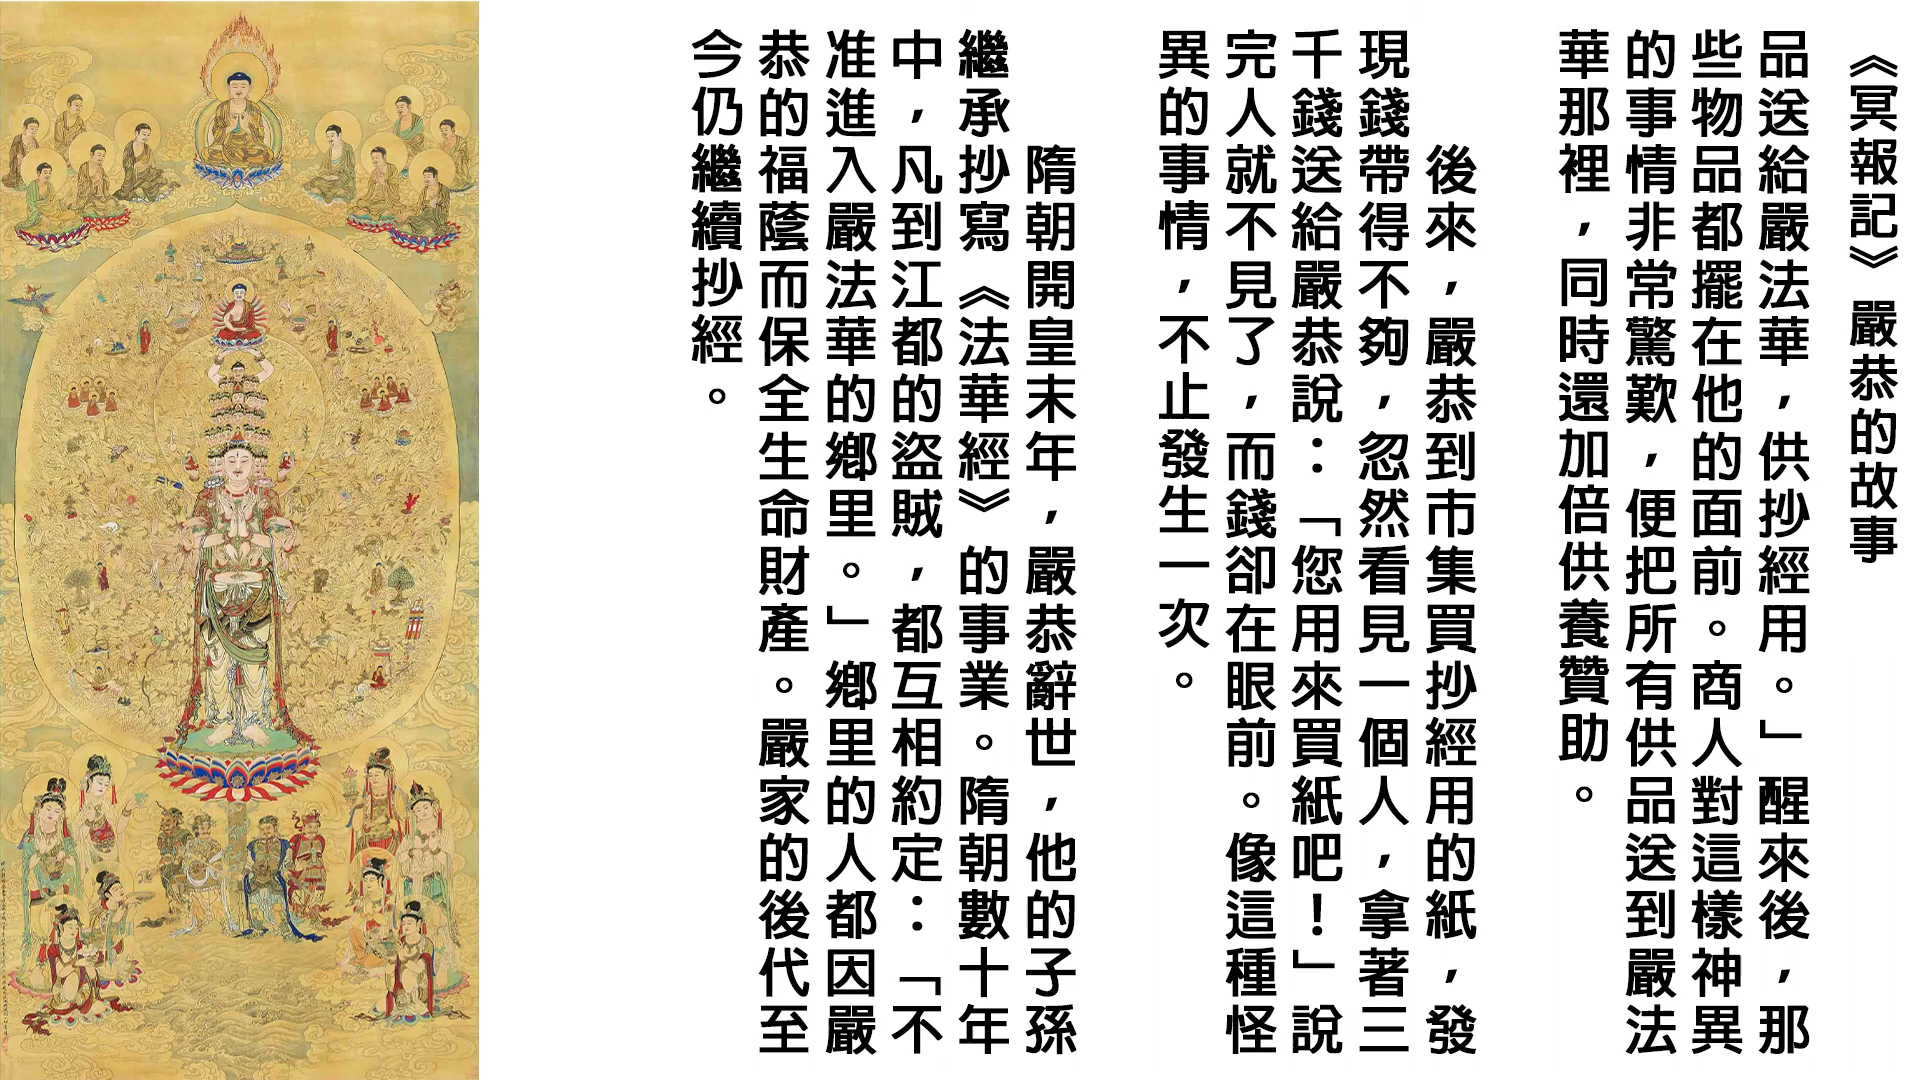 《冥報記》嚴恭的故事
品送給嚴法華，供抄經用。」醒來後，那
些物品都擺在他的面前。商人對這樣神異
的事情非常驚歎，便把所有供品送到嚴法
華那裡，同時還加倍供養贊助。
後來，嚴恭到市集買抄經用的紙，發
現錢帶得不夠，忽然看見一個人，拿著三
千錢送給嚴恭說：「您用來買紙吧！」說
完人就不見了，而錢卻在眼前。像這種怪
異的事情，不止發生一次。
隋朝開皇末年，嚴恭辭世，他的子孫
繼承抄寫《法華經》的事業。隋朝數十年
中，凡到江都的盜賊，都互相約定：「不
准進入嚴法華的鄉里。」鄉里的人都因嚴
恭的福蔭而保全生命財產。嚴家的後代至
今仍繼續抄經。